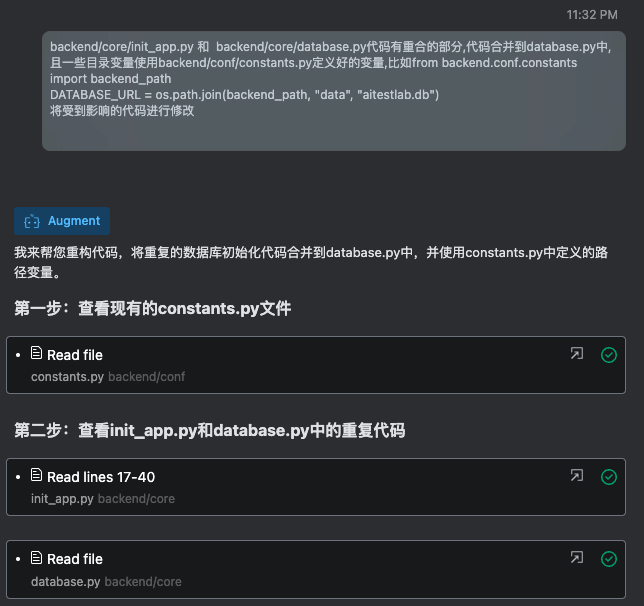 11:32 PM
backend/core/init_app.py 和  backend/core/database.py代码有重合的部分,代码合并到database.py中,
且一些目录变量使用backend/conf/constants.py定义好的变量,比如from backend.conf.constants
import backend_path
DATABASE_URL = os.path.join(backend_path, "data", "aitestlab.db")
将受到影响的代码进行修改
Augment
我来帮您重构代码，将重复的数据库初始化代码合并到database.py中，并使用constants.py中定义的路
径变量。
第一步：查看现有的constants.py文件
Read file
constants.py backend/conf
第二步：查看init_app.py和database.py中的重复代码
Read lines 17-40
init_app.py backend/core
Read file
database.py backend/core